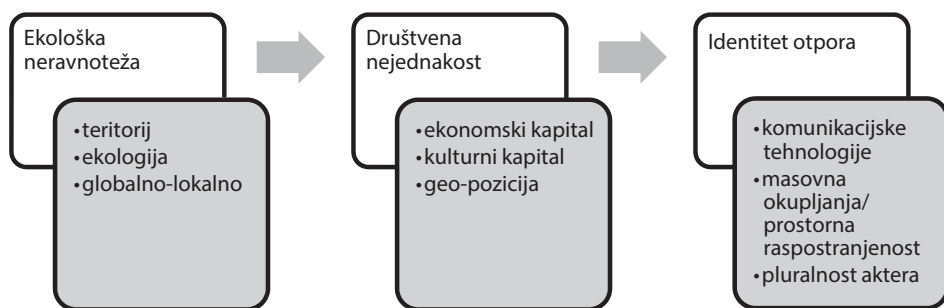 Ekološka
neravnoteža
•teritorij
•ekologija
•globalno-lokalno
Društvena
nejednakost
•ekonomski kapital
•kulturni kapital
•geo-pozicija
Identitet otpora
•komunikacijske
tehnologije
•masovna
okupljanja/
prostorna
raspostranjenost
•pluralnost aktera